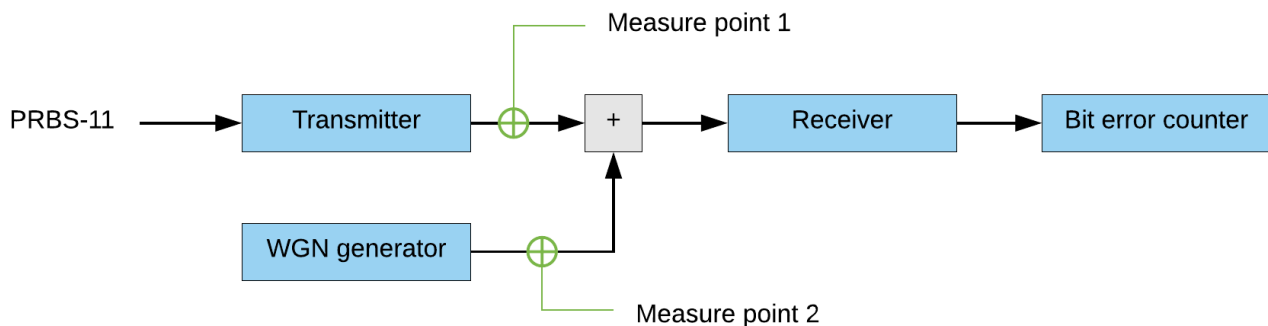 Measure point 1
PRBS-11
Transmitter
+
Receiver
Bit error counter
WGN generator
Measure point 2